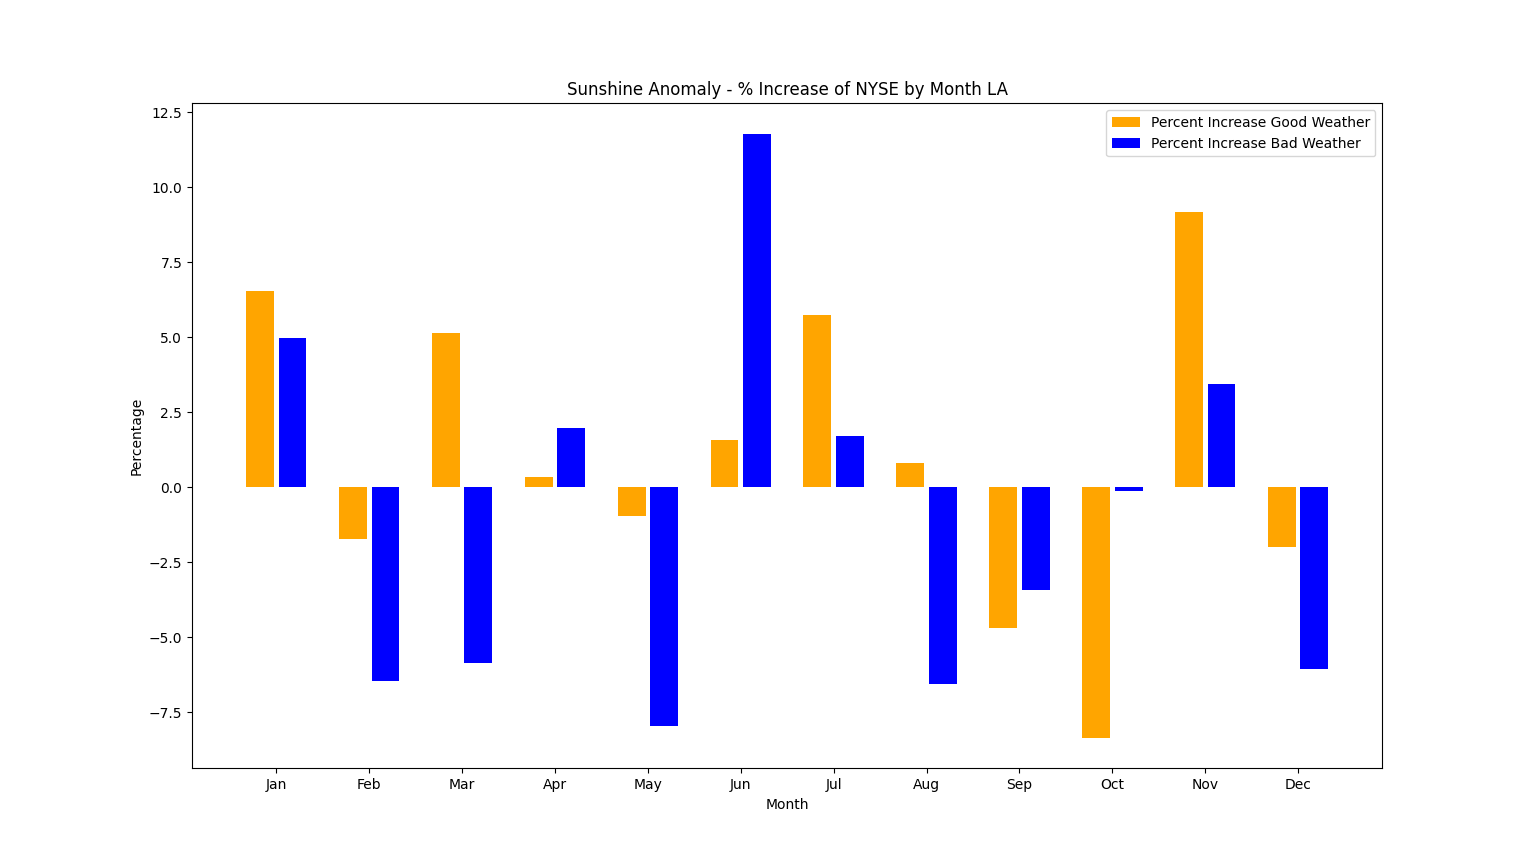 Sunshine Anomaly - % Increase of NYSE by Month LA
Percent Increase Good Weather
Percent Increase Bad Weather
12.5
10.0
7.5
5.0
2.5
0.0
−2.5
−5.0
−7.5
Percentage
Jan Feb Mar Apr May Jun Jul Aug Sep Oct Nov Dec
Month